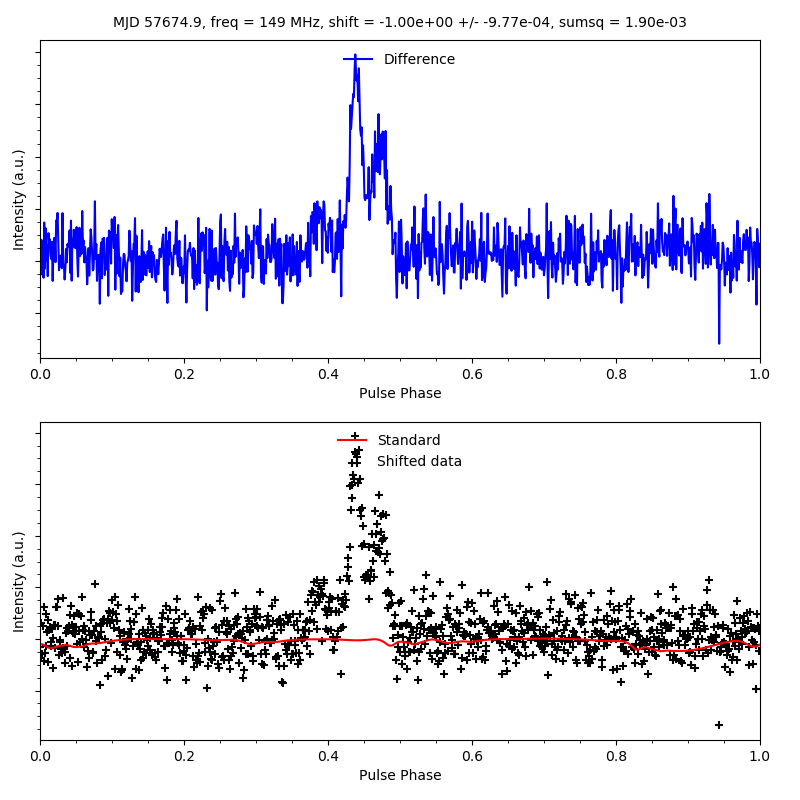 MJD 57674.9, freq = 149 MHz, shift = -1.00e+00 +/- -9.77e-04, sumsq = 1.90e-03
Difference
Intensity (a.u.)
0.0 0.2 0.4 0.6 0.8 1.0
Pulse Phase
Standard
Shifted data
Intensity (a.u.)
0.0 0.2 0.4 0.6 0.8 1.0
Pulse Phase